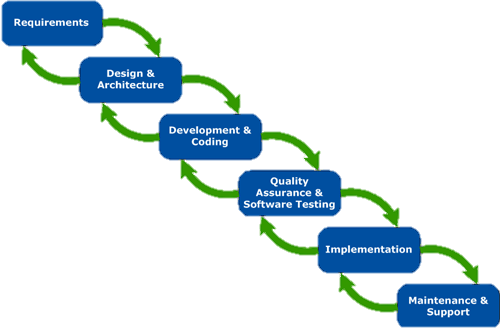 Requirements
Design &
Architecture
Development &
Coding
Quality
Assurance &
Software Testing
Implementation
Maintenance &
Support